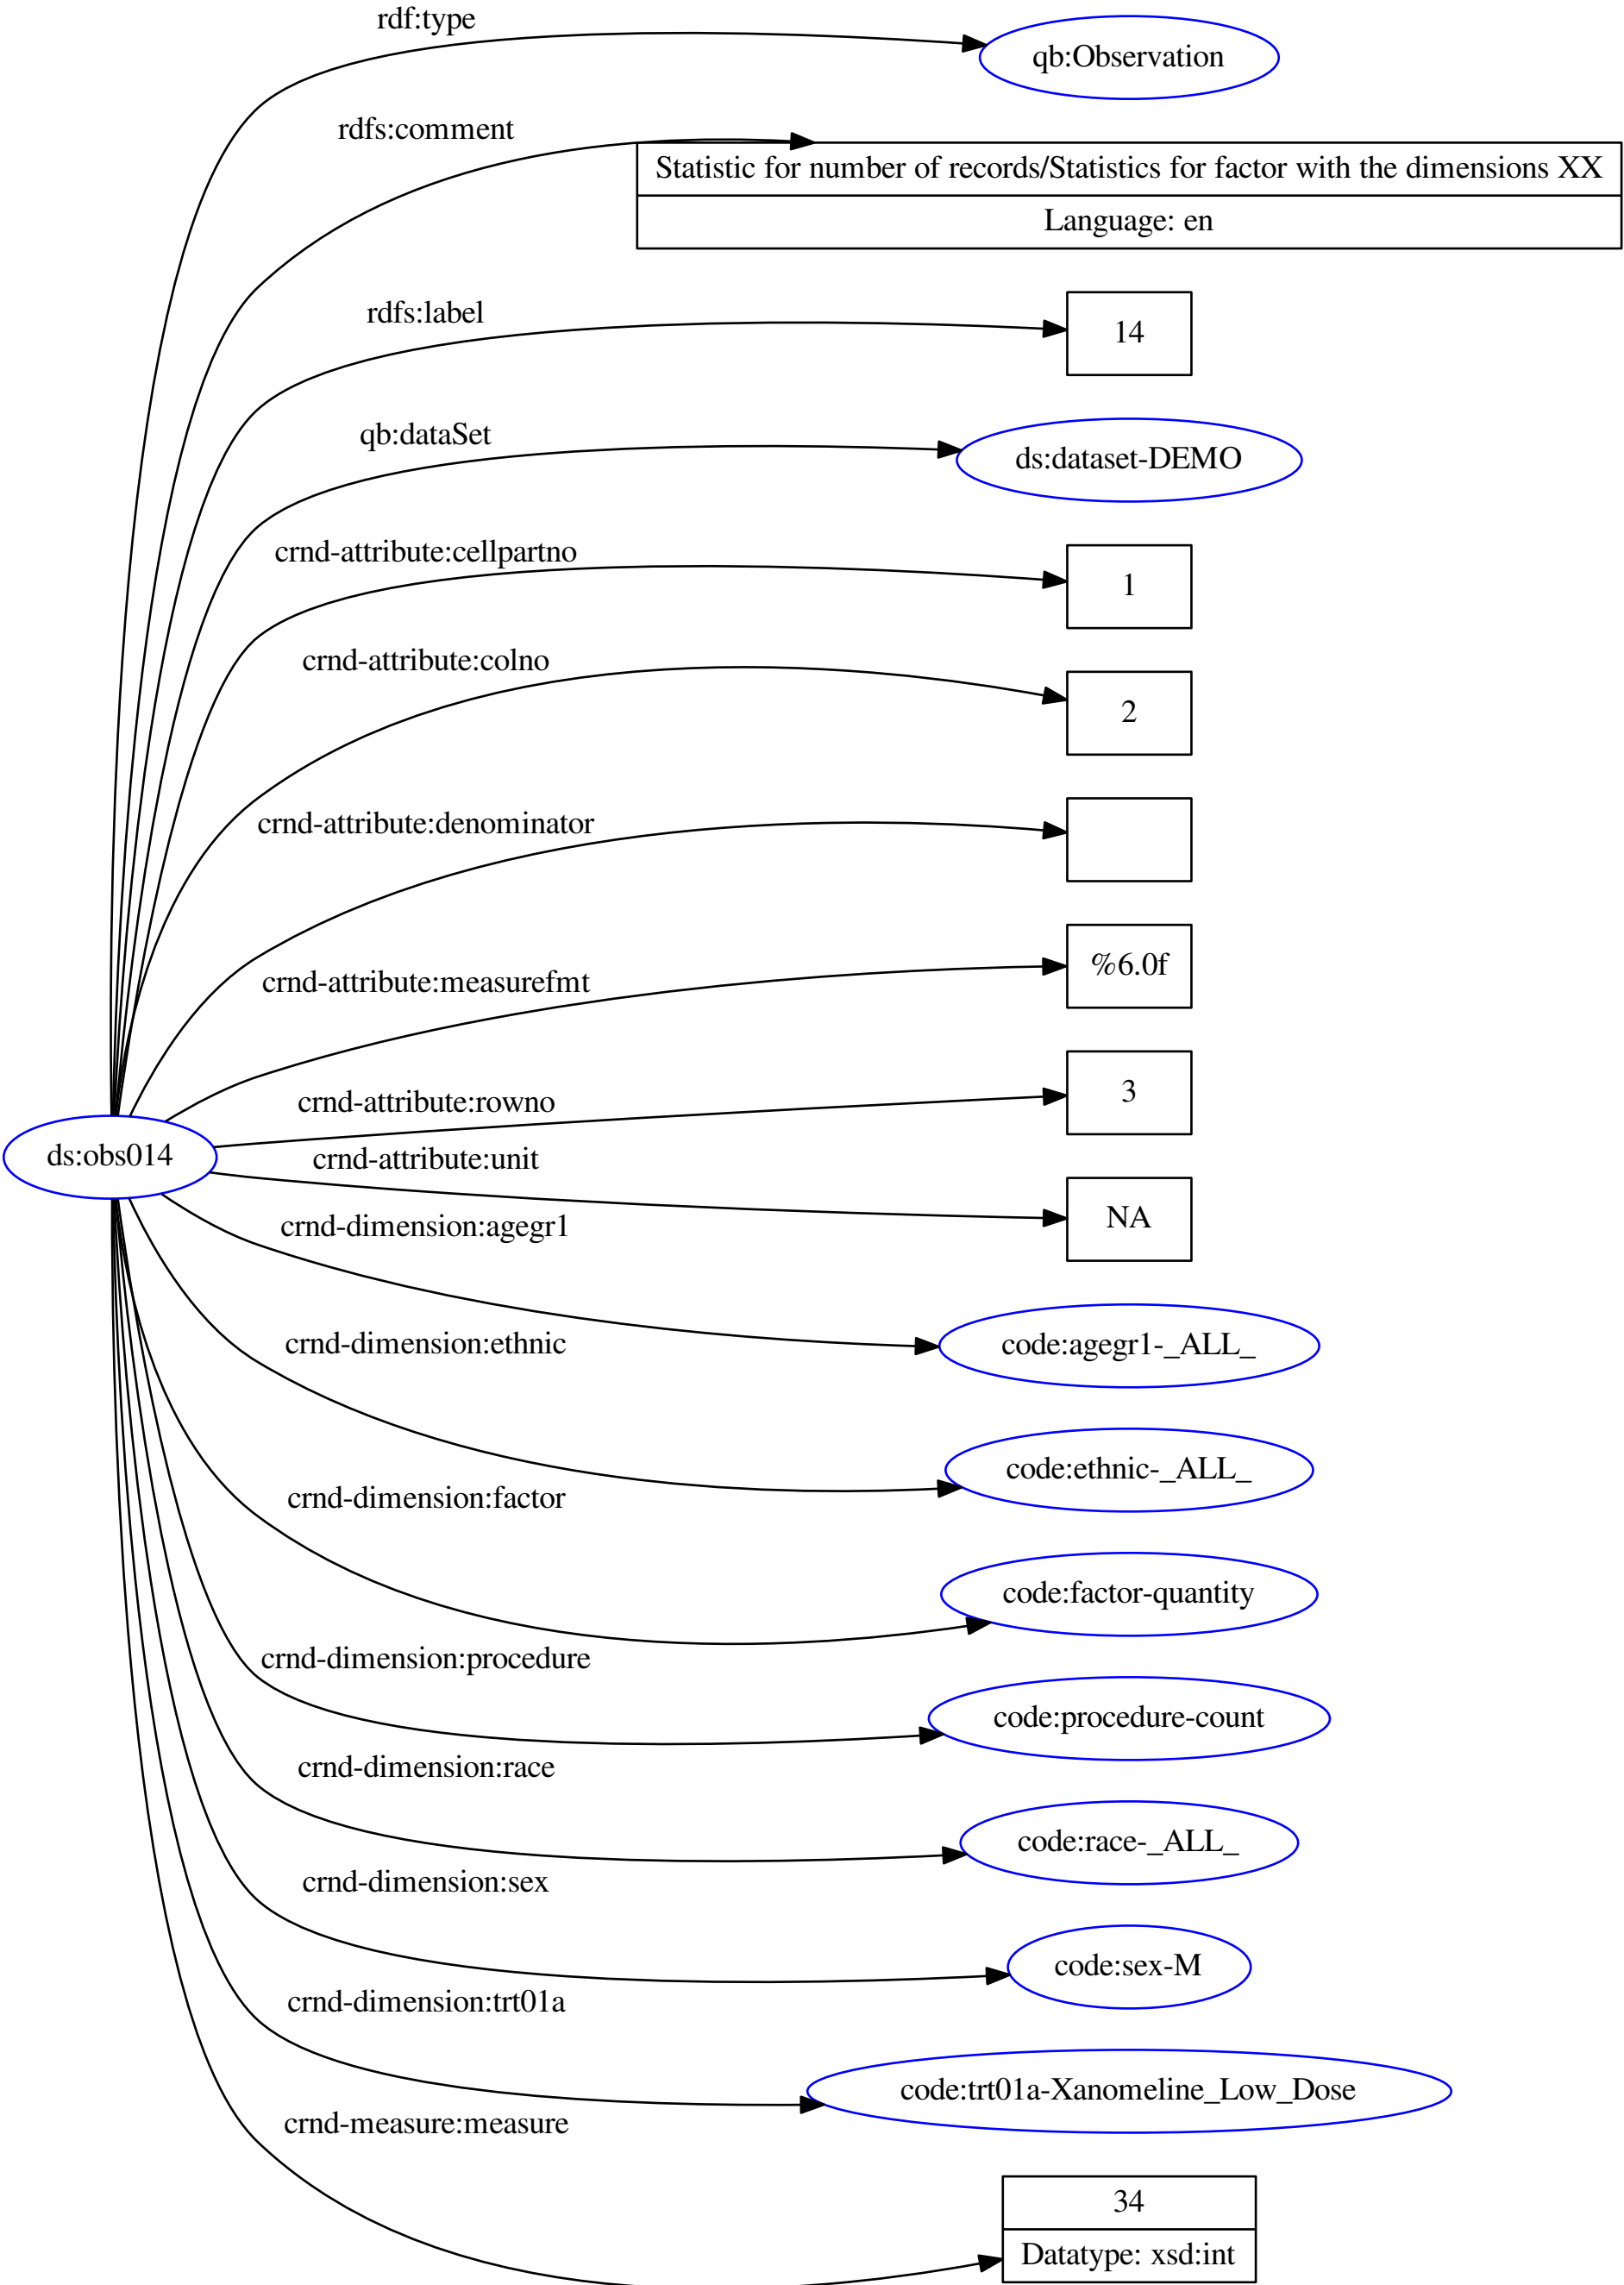 rdf:type
qb:Observation
rdfs:comment
Statistic for number of records/Statistics for factor with the dimensions XX
Language: en
rdfs:label
14
qb:dataSet
ds:dataset-DEMO
crnd-attribute:cellpartno
1
crnd-attribute:colno
2
crnd-attribute:denominator
crnd-attribute:measurefmt
%6.0f
crnd-attribute:rowno
3
ds:obs014
crnd-attribute:unit
NA
crnd-dimension:agegr1
code:agegr1-_ALL_
crnd-dimension:ethnic
code:ethnic-_ALL_
crnd-dimension:factor
code:factor-quantity
crnd-dimension:procedure
code:procedure-count
crnd-dimension:race
code:race-_ALL_
crnd-dimension:sex
code:sex-M
crnd-dimension:trt01a
code:trt01a-Xanomeline_Low_Dose
crnd-measure:measure
34
Datatype: xsd:int